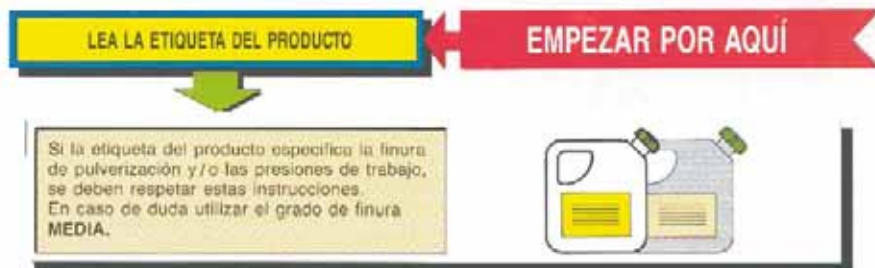 LEA LA ETIQUETA DEL PRODUCTO
EMPEZAR POR AQUÍ
Si la etiqueta del producto especifica la finura
de pulverización y/o las presiones de trabajo,
se deben respetar estas instrucciones.
En caso de duda utilizar el grado de finura
MEDIA.